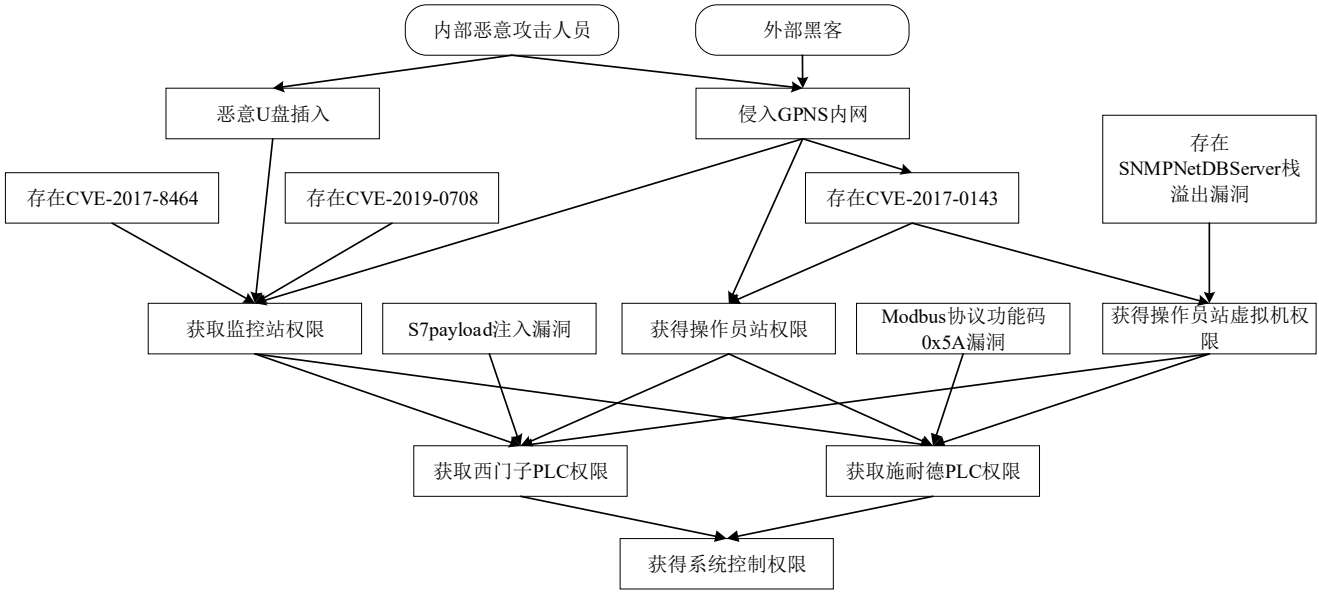 内部恶意攻击人员
外部黑客
恶意U盘插入
侵入GPNS内网
存在
SNMPNetDBServer栈
溢出漏洞
存在CVE-2017-8464
存在CVE-2019-0708
存在CVE-2017-0143
获取监控站权限
S7payload注入漏洞
获得操作员站权限
Modbus协议功能码
0x5A漏洞
获得操作员站虚拟机权
限
获取西门子PLC权限
获取施耐德PLC权限
获得系统控制权限